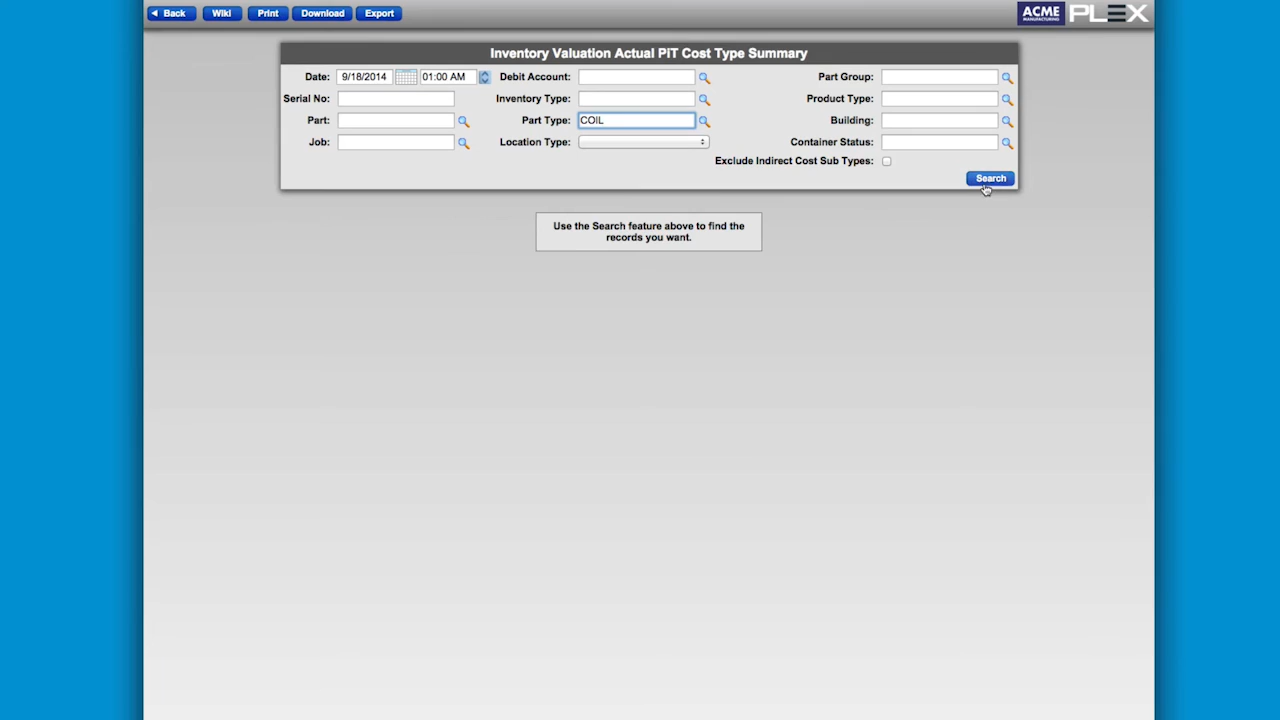 Back Wiki Print Download Export
ACME MANUFACTURING PLEX
Inventory Valuation Actual PIT Cost Type Summary
Date: 9/18/2014 01:00 AM Debit Account: Part Group:
Serial No: Inventory Type: Product Type:
Part: Part Type: COIL Building:
Job: Location Type: Container Status:
Exclude Indirect Cost Sub Types:
Search
Use the Search feature above to find the
records you want.